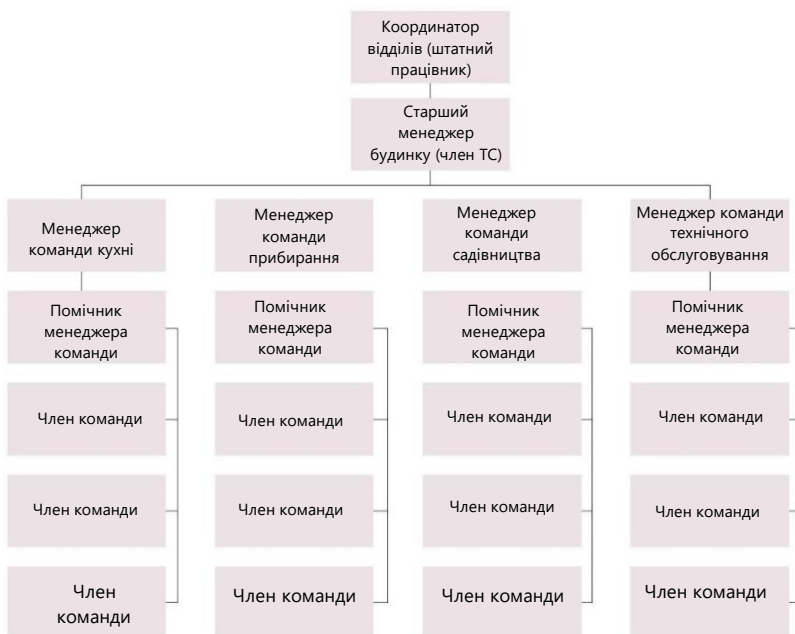 Координатор
відділів (штатний
працівник)
Старший
менеджер
будинку (член ТС)
Менеджер
команди кухні
Менеджер
команди
прибирання
Менеджер
команди
садівництва
Менеджер команди
технічного
обслуговування
Помічник
менеджера
команди
Помічник
менеджера
команди
Помічник
менеджера
команди
Помічник
менеджера
команди
Член команди
Член команди
Член команди
Член команди
Член команди
Член команди
Член команди
Член команди
Член
команди
Член команди
Член команди
Член команди